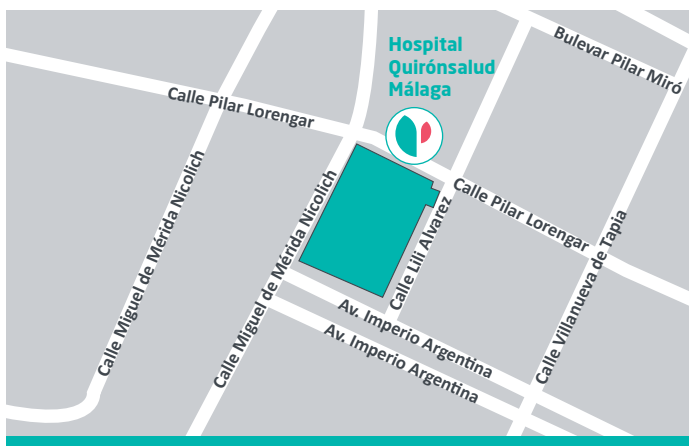 Hospital
Quirónsalud
Málaga
Bulevar Pilar Miró
Calle Pilar Lorengar
Calle Miguel de Mérida Nicolich
Calle Miguel de Mérida Nicolich
Calle Pilar Lorengar
Calle Lili Alvarez
Calle Villanueva de Tapia
Av. Imperio Argentina
Av. Imperio Argentina